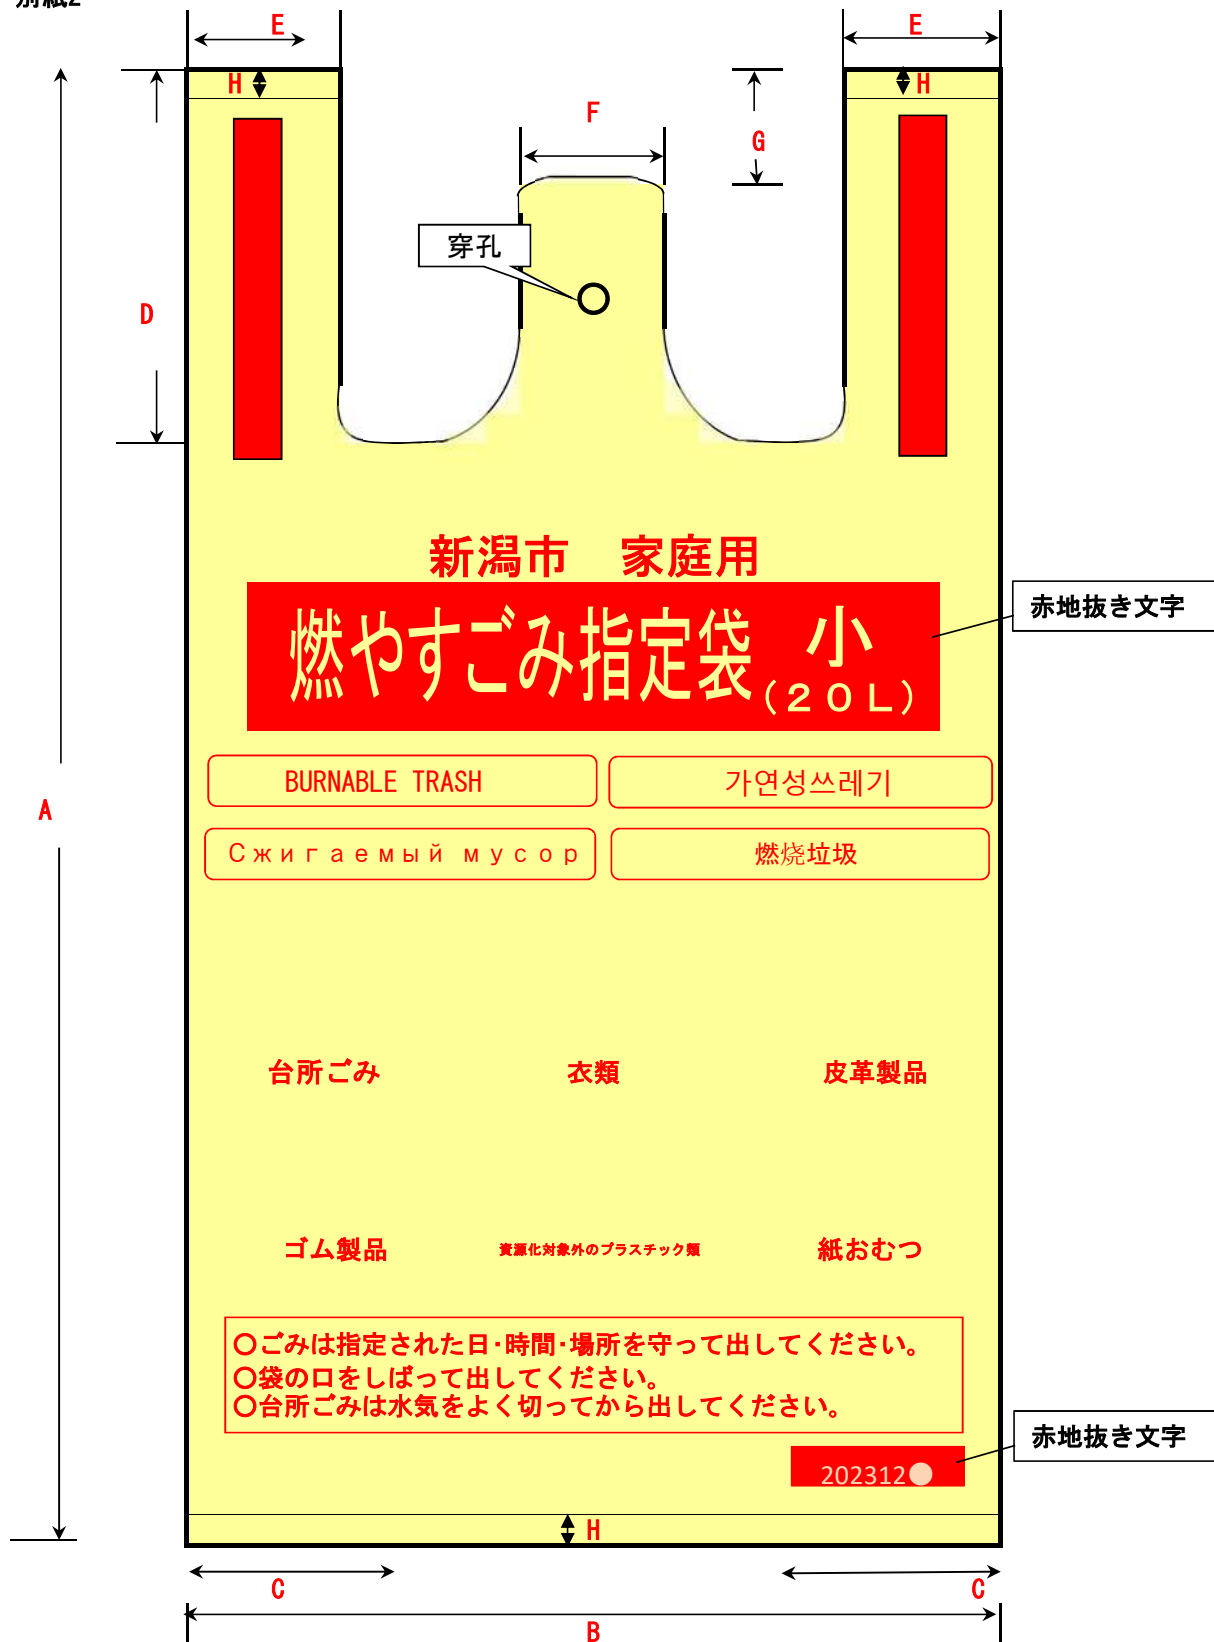 別紙2
E
E
H
H
F
G
穿孔
D
新潟市　家庭用
燃やすごみ指定袋 小
(２０Ｌ)
赤地抜き文字
BURNABLE TRASH
가연성쓰레기
A
Сжигаемый мусор
燃烧垃圾
台所ごみ
衣類
皮革製品
ゴム製品
資源化対象外のプラスチック類
紙おむつ
〇ごみは指定された日･時間･場所を守って出してください。
〇袋の口をしばって出してください。
〇台所ごみは水気をよく切ってから出してください。
赤地抜き文字
202312●
H
C
C
B